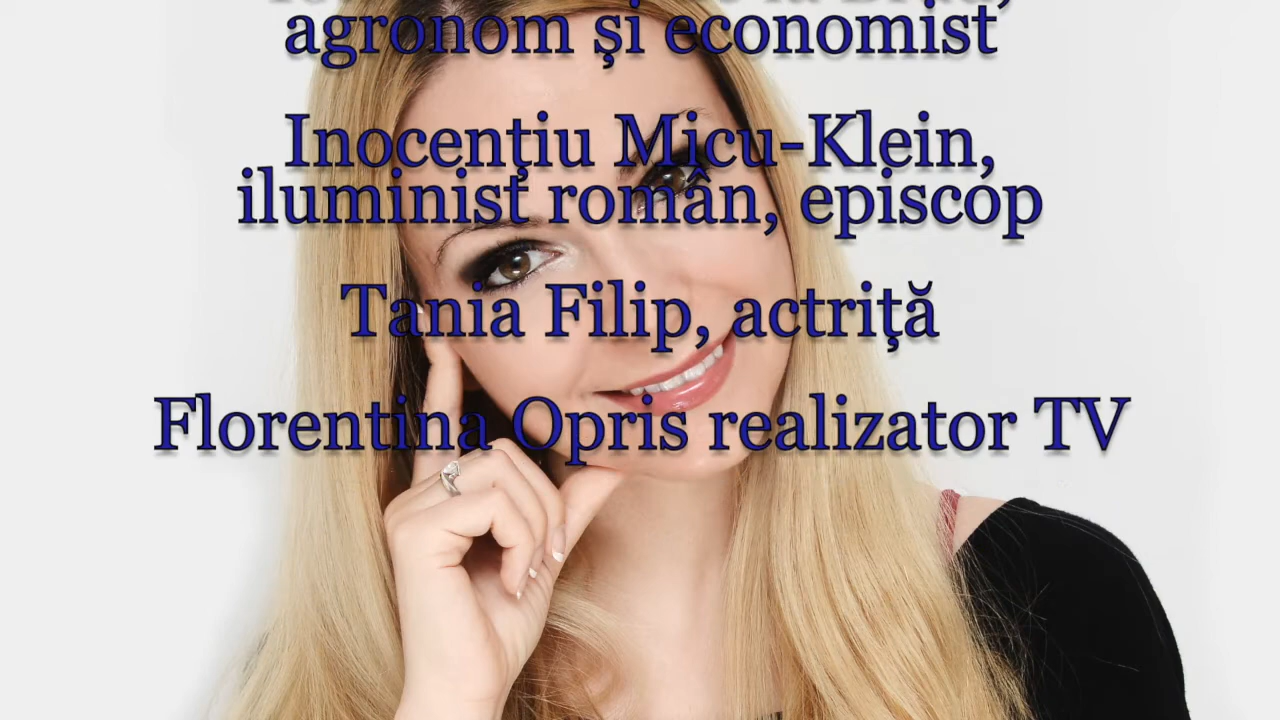 agronom şi economist
Inocenţiu Micu-Klein,
iluminist român, episcop
Tania Filip, actriţă
Florentina Opris realizator TV